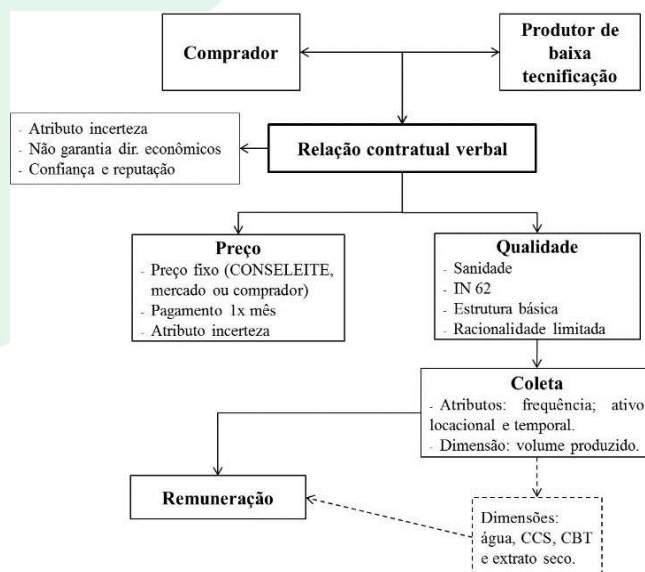 Comprador
Produtor de
baixa
tecnificação
- Atributo incerteza
- Não garantia dir. econômicos
- Confiança e reputação
Relação contratual verbal
Preço
- Preço fixo (CONSELEITE,
mercado ou comprador)
- Pagamento 1x mês
- Atributo incerteza
Qualidade
- Sanidade
- IN 62
- Estrutura básica
- Racionalidade limitada
Coleta
- Atributos: frequência; ativo
locacional e temporal.
- Dimensão: volume produzido.
Remuneração
Dimensões:
água, CCS, CBT
e extrato seco.